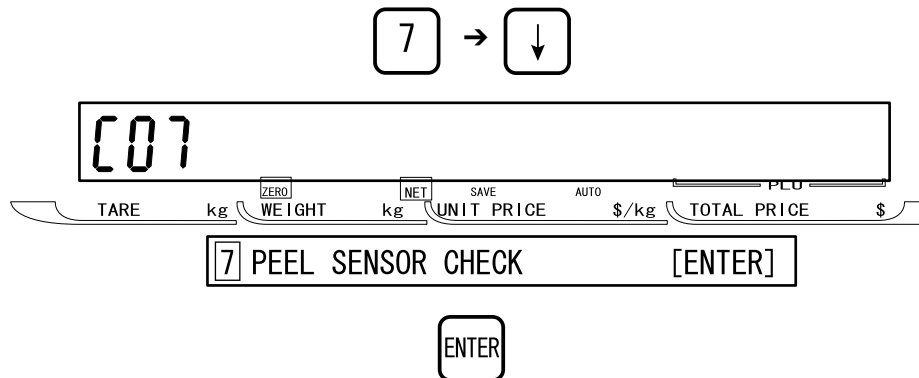 7 → ↓
C07
ZERO NET SAVE AUTO PLU
TARE kg WEIGHT kg UNIT PRICE $/kg TOTAL PRICE $
7 PEEL SENSOR CHECK [ENTER]
ENTER